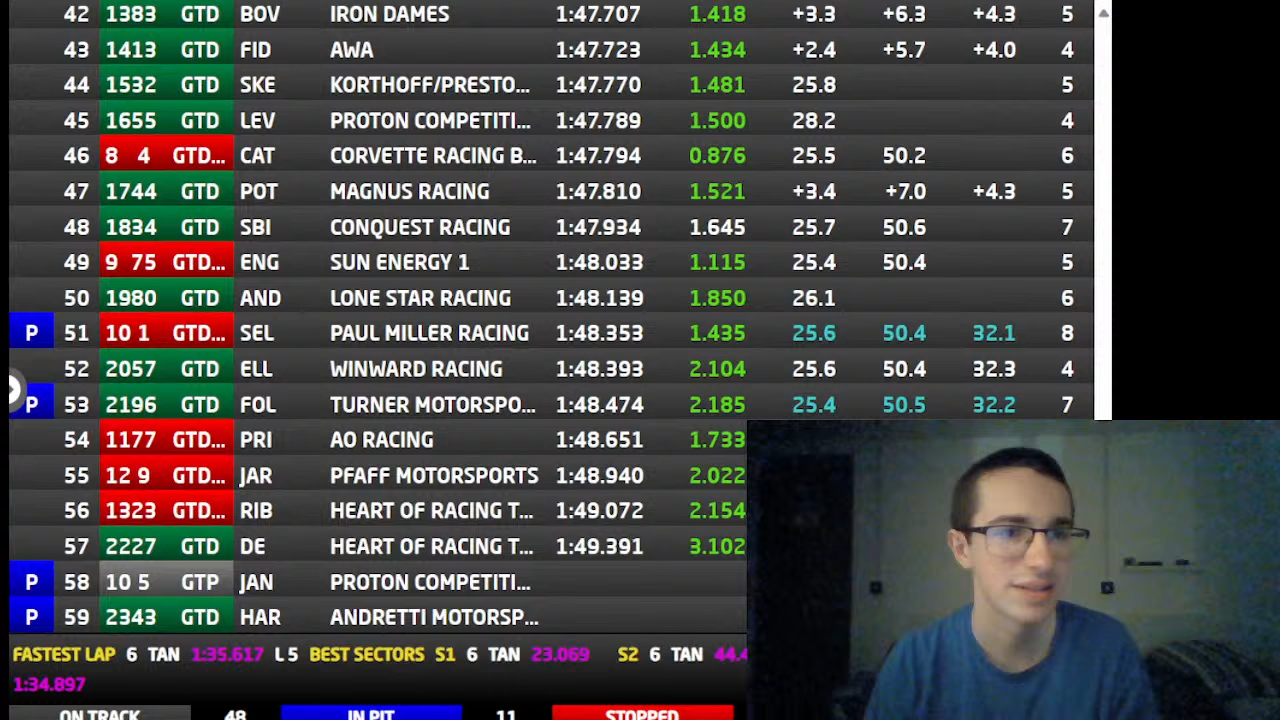 42 1383 GTD BOV IRON DAMES 1:47.707 1.418 +3.3 +6.3 +4.3 5
43 1413 GTD FID AWA 1:47.723 1.434 +2.4 +5.7 +4.0 4
44 1532 GTD SKE KORTHOFF/PRESTO... 1:47.770 1.481 25.8 5
45 1655 GTD LEV PROTON COMPETITI... 1:47.789 1.500 28.2 4
46 8 4 GTD... CAT CORVETTE RACING B... 1:47.794 0.876 25.5 50.2 6
47 1744 GTD POT MAGNUS RACING 1:47.810 1.521 +3.4 +7.0 +4.3 5
48 1834 GTD SBI CONQUEST RACING 1:47.934 1.645 25.7 50.6 7
49 9 75 GTD... ENG SUN ENERGY 1 1:48.033 1.115 25.4 50.4 5
50 1980 GTD AND LONE STAR RACING 1:48.139 1.850 26.1 6
P 51 10 1 GTD... SEL PAUL MILLER RACING 1:48.353 1.435 25.6 50.4 32.1 8
52 2057 GTD ELL WINWARD RACING 1:48.393 2.104 25.6 50.4 32.3 4
P 53 2196 GTD FOL TURNER MOTORSPO... 1:48.474 2.185 25.4 50.5 32.2 7
54 1177 GTD... PRI AO RACING 1:48.651 1.733
55 12 9 GTD... JAR PFAFF MOTORSPORTS 1:48.940 2.022
56 1323 GTD... RIB HEART OF RACING T... 1:49.072 2.154
57 2227 GTD DE HEART OF RACING T... 1:49.391 3.102
P 58 10 5 GTP JAN PROTON COMPETITI...
P 59 2343 GTD HAR ANDRETTI MOTORSP...
FASTEST LAP 6 TAN 1:35.617 L 5 BEST SECTORS S1 6 TAN 23.069 S2 6 TAN 44.4
1:34.897
ON TRACK 48 IN PIT 11 STOPPED